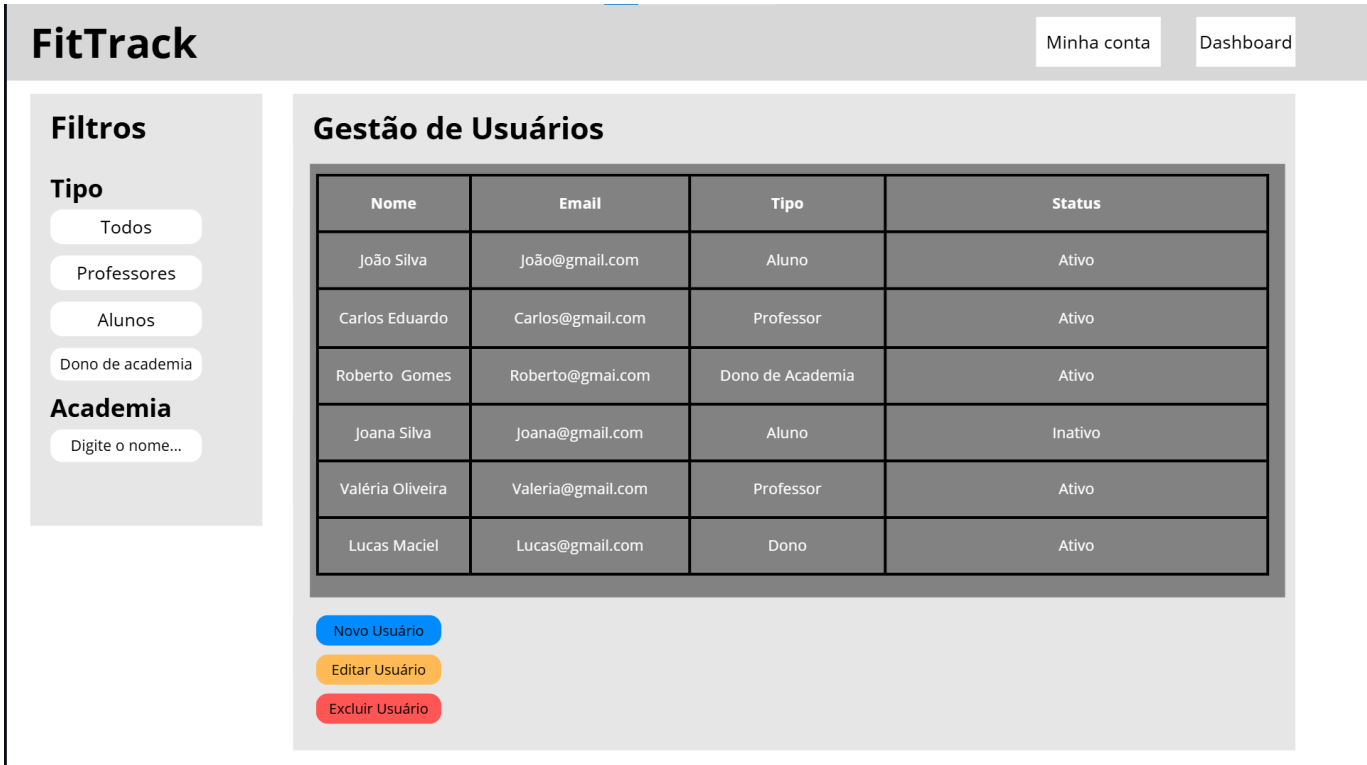 FitTrack
Minha conta
Dashboard
Filtros
Tipo
Todos
Professores
Alunos
Dono de academia
Academia
Digite o nome...
Gestão de Usuários
Nome Email Tipo Status
João Silva João@gmail.com Aluno Ativo
Carlos Eduardo Carlos@gmail.com Professor Ativo
Roberto  Gomes Roberto@gmai.com Dono de Academia Ativo
Joana Silva Joana@gmail.com Aluno Inativo
Valéria Oliveira Valeria@gmail.com Professor Ativo
Lucas Maciel Lucas@gmail.com Dono Ativo
Novo Usuário
Editar Usuário
Excluir Usuário